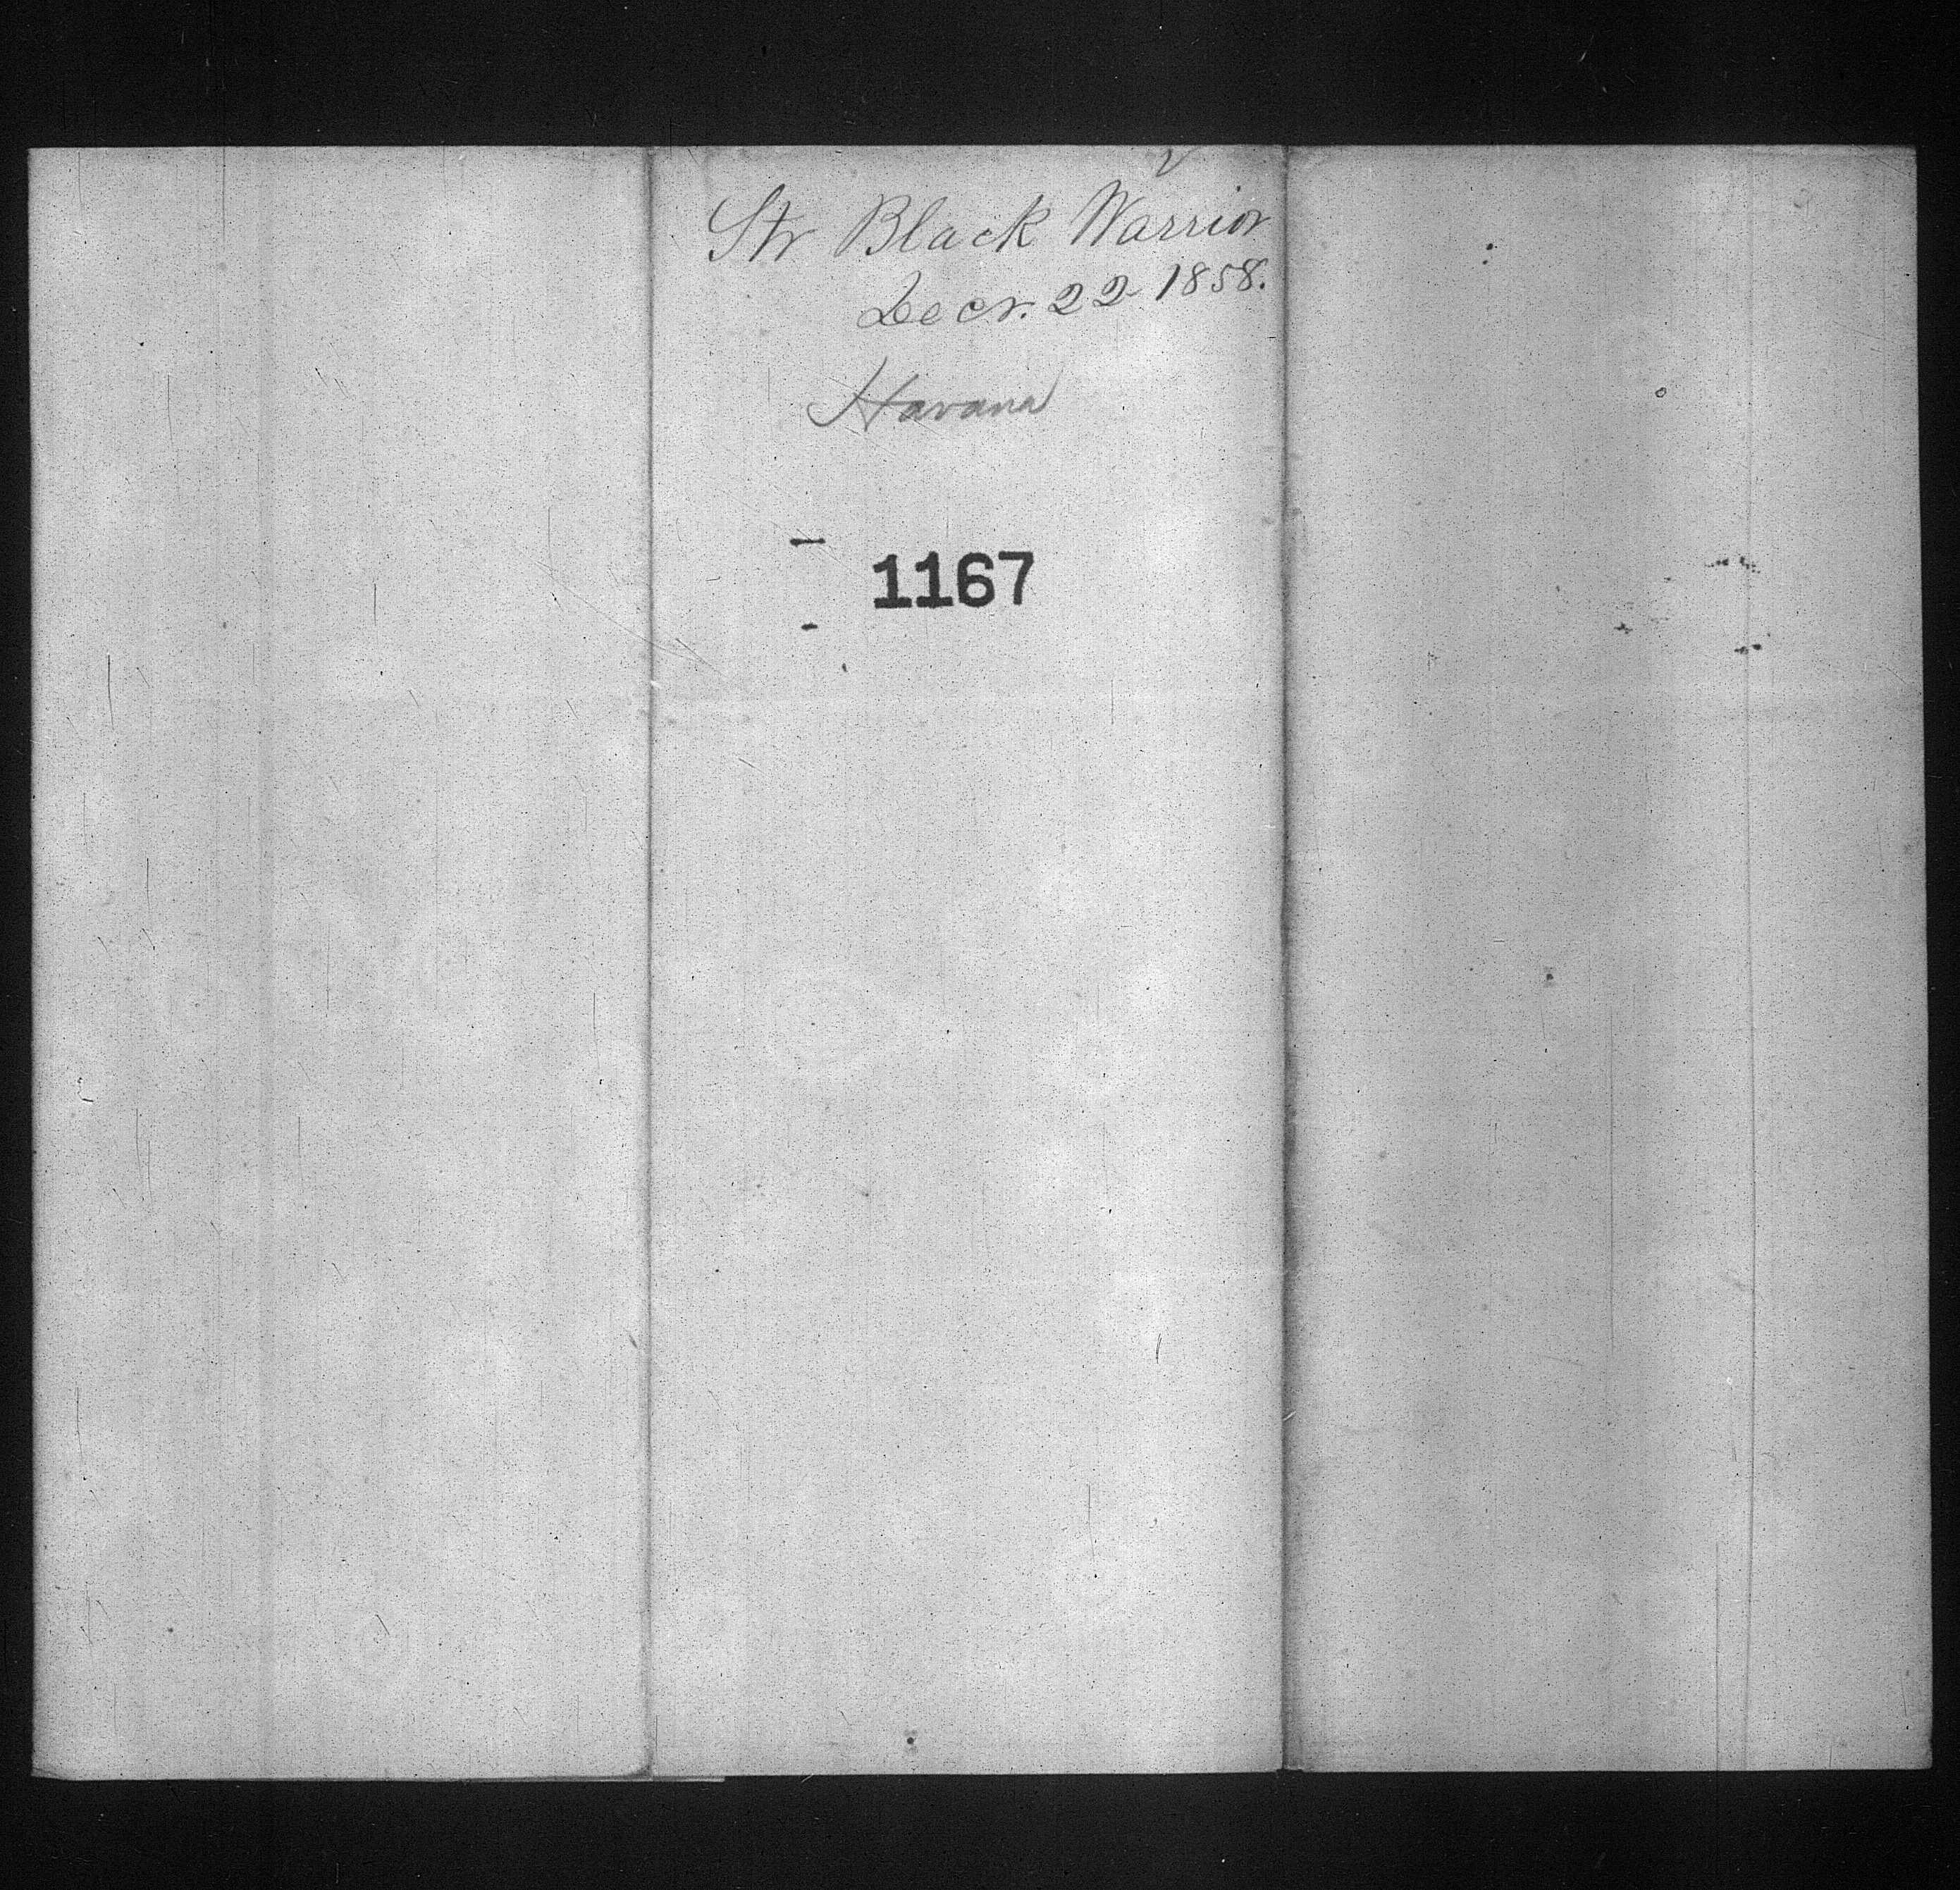 Str Black Warrior
Decr. 22 1858.
Havana
1167